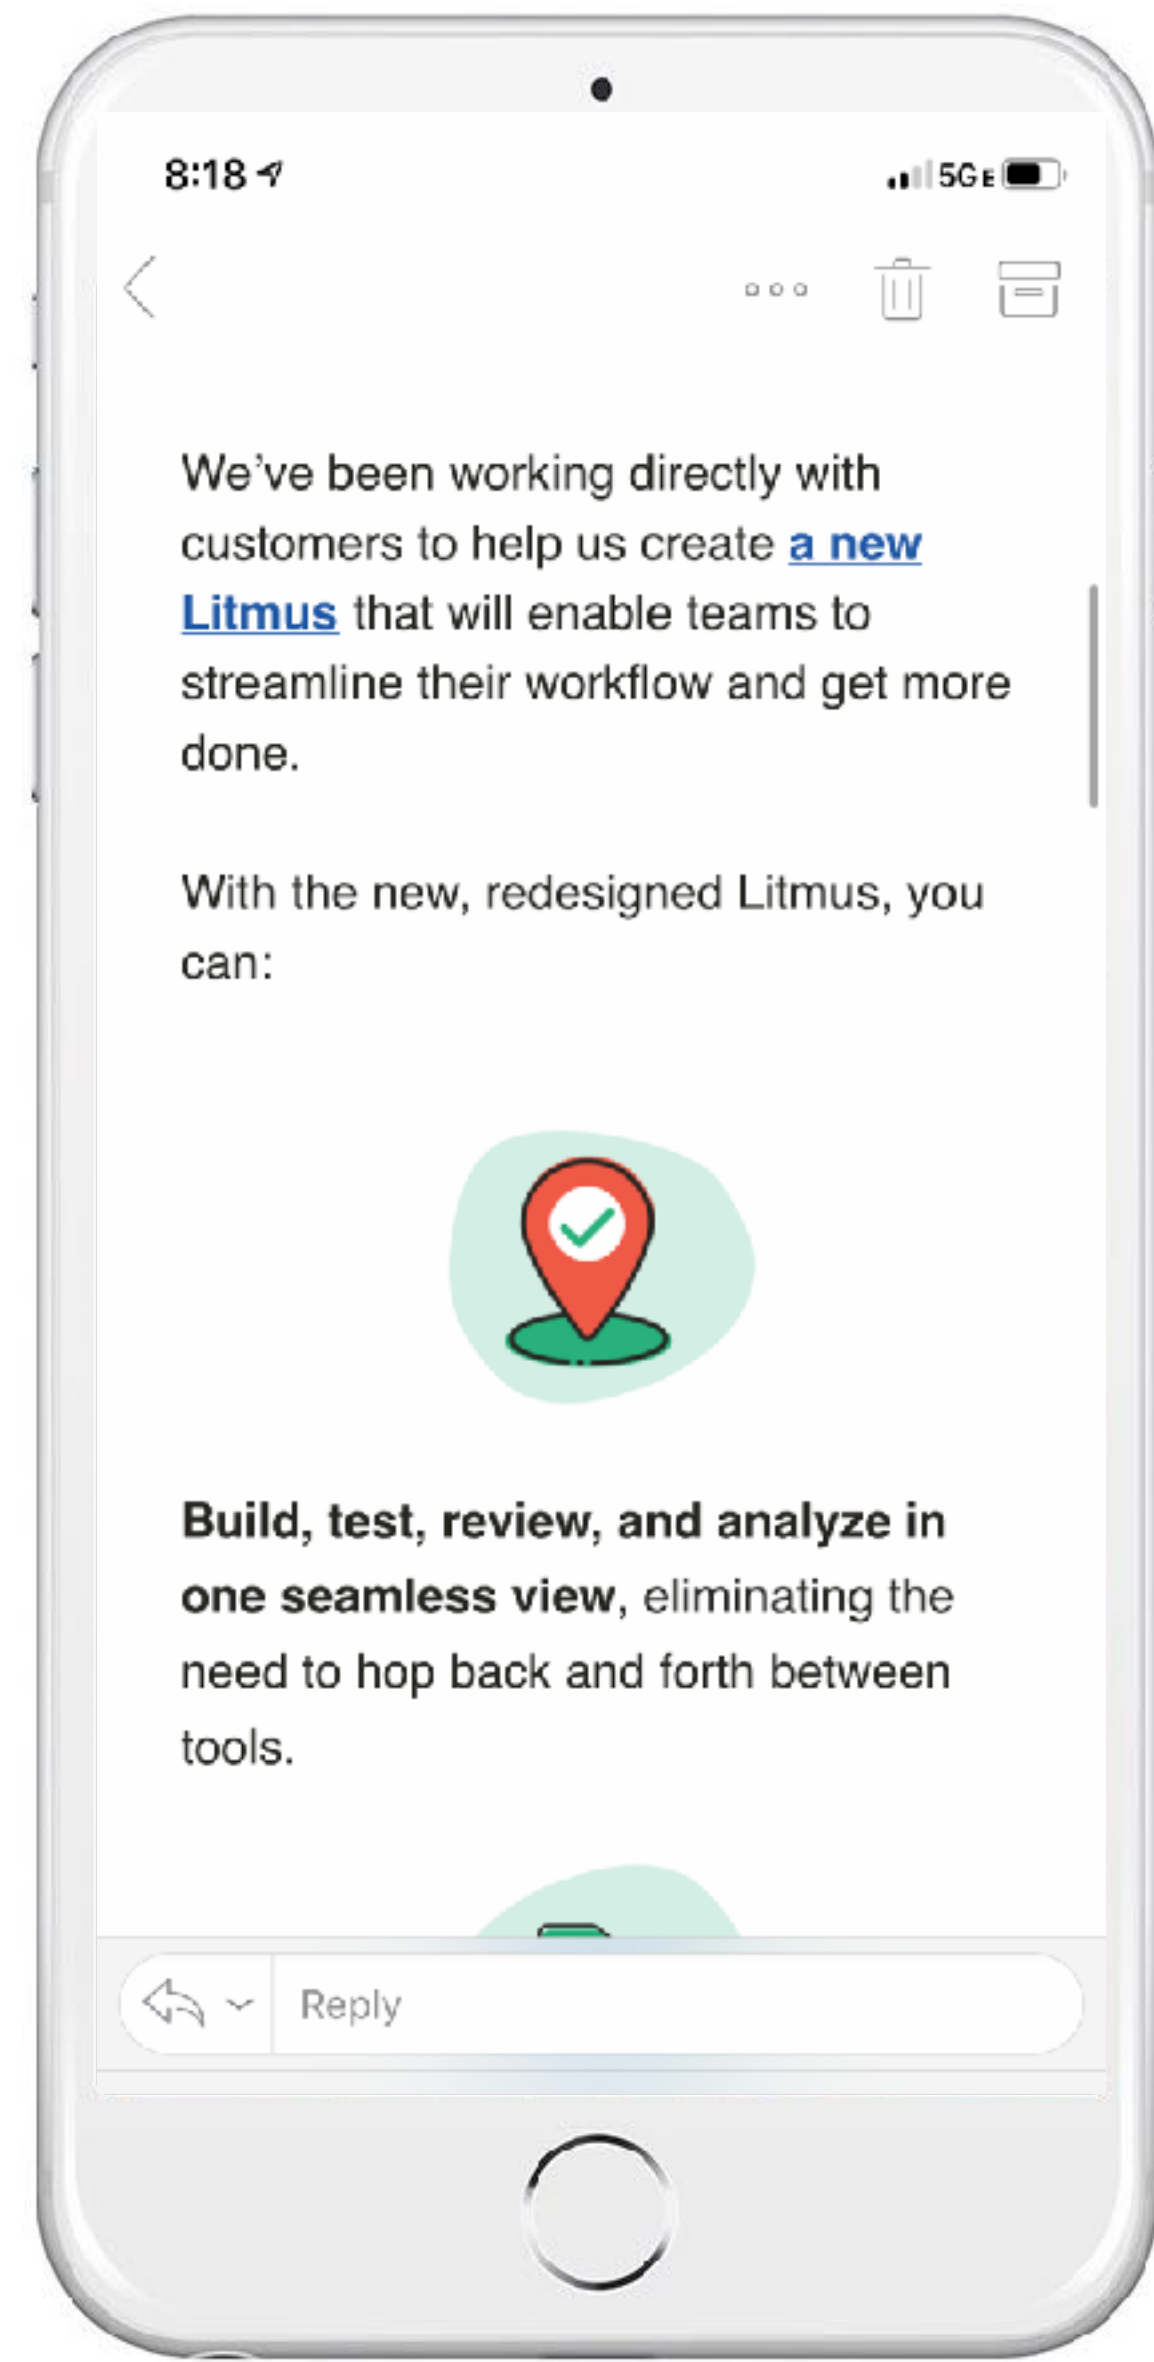 8:18
5GE
We've been working directly with
customers to help us create a new
Litmus that will enable teams to
streamline their workflow and get more
done.
With the new, redesigned Litmus, you
can:
Build, test, review, and analyze in
one seamless view, eliminating the
need to hop back and forth between
tools.
Reply